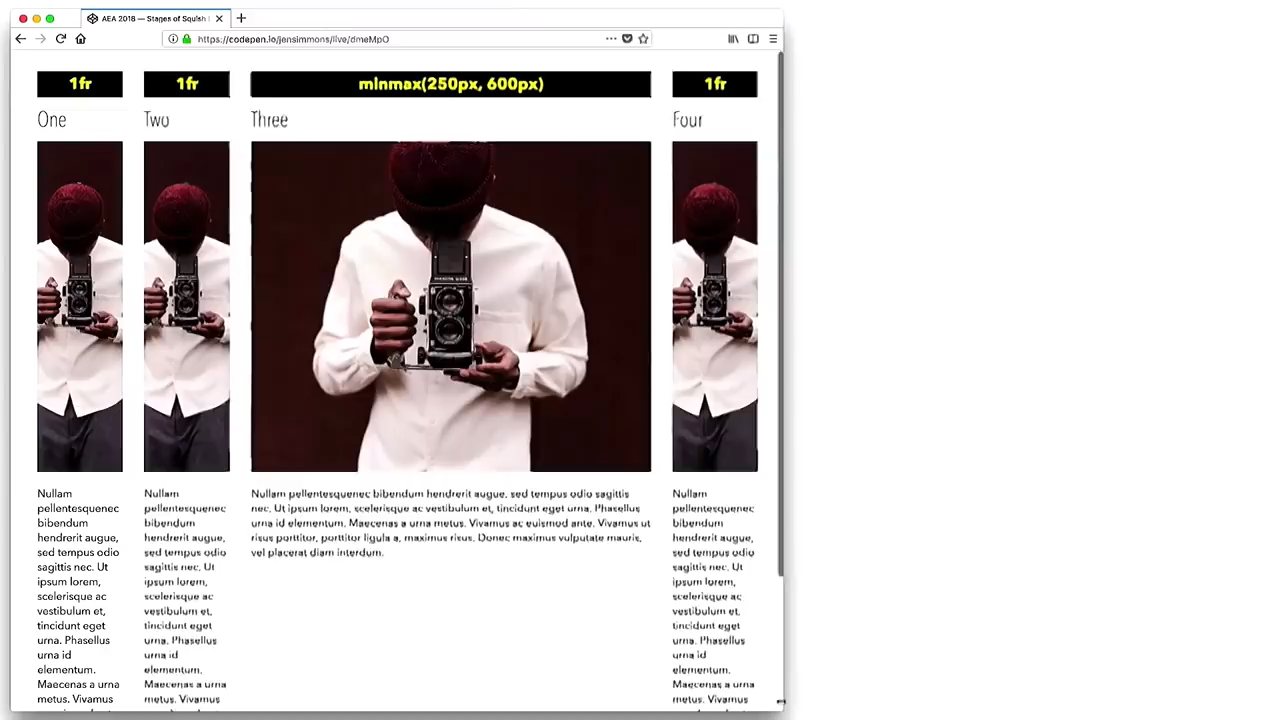 AEA 2018 — Stages of Squish
https://codepen.io/jensimmons/live/dmeMpO
1fr
1fr
minmax(250px, 600px)
1fr
One
Two
Three
Four
Nullam
pellentesquenec
bibendum
hendrerit augue,
sed tempus odio
sagittis nec. Ut
ipsum lorem,
scelerisque ac
vestibulum et,
tincidunt eget
urna. Phasellus
urna id
elementum.
Maecenas a urna
metus. Vivamus
Nullam
pellentesquenec
bibendum
hendrerit augue,
sed tempus odio
sagittis nec. Ut
ipsum lorem,
scelerisque ac
vestibulum et,
tincidunt eget
urna. Phasellus
urna id
elementum.
Maecenas a urna
metus. Vivamus
Nullam pellentesquenec bibendum hendrerit augue, sed tempus odio sagittis
nec. Ut ipsum lorem, scelerisque ac vestibulum et, tincidunt eget urna. Phasellus
urna id elementum. Maecenas a urna metus. Vivamus ac euismod ante. Vivamus ut
risus porttitor, porttitor ligula a, maximus risus. Donec maximus vulputate mauris,
vel placerat diam interdum.
Nullam
pellentesquenec
bibendum
hendrerit augue,
sed tempus odio
sagittis nec. Ut
ipsum lorem,
scelerisque ac
vestibulum et,
tincidunt eget
urna. Phasellus
urna id
elementum.
Maecenas a urna
metus. Vivamus